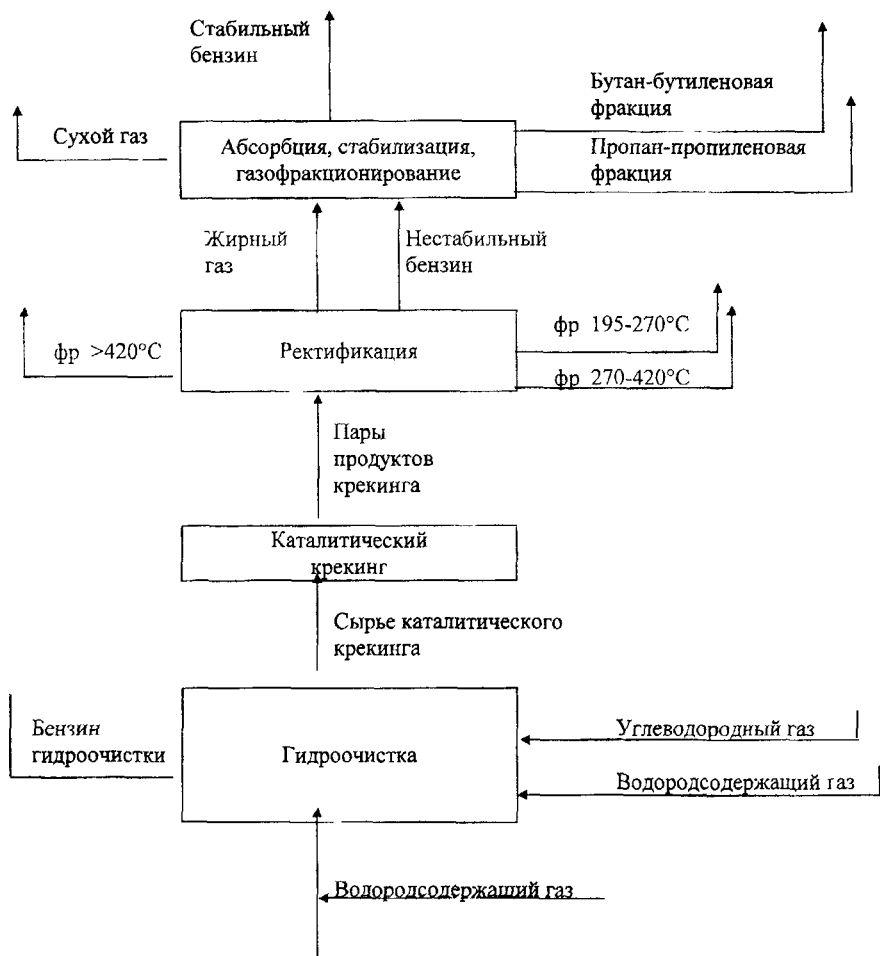 Стабильный
бензин
Бутан-бутиленовая
фракция
Сухой газ
Абсорбция, стабилизация,
газофракционирование
Пропан-пропиленовая
фракция
Жирный
газ
Нестабильный
бензин
фр >420°С
Ректификация
фр 195-270°С
фр 270-420°С
Пары
продуктов
крекинга
Каталитический
крекинг
Сырье каталитического
крекинга
Бензин
гидроочистки
Гидроочистка
Углеводородный газ
Водородсодержащий газ
Водородсодержащий газ